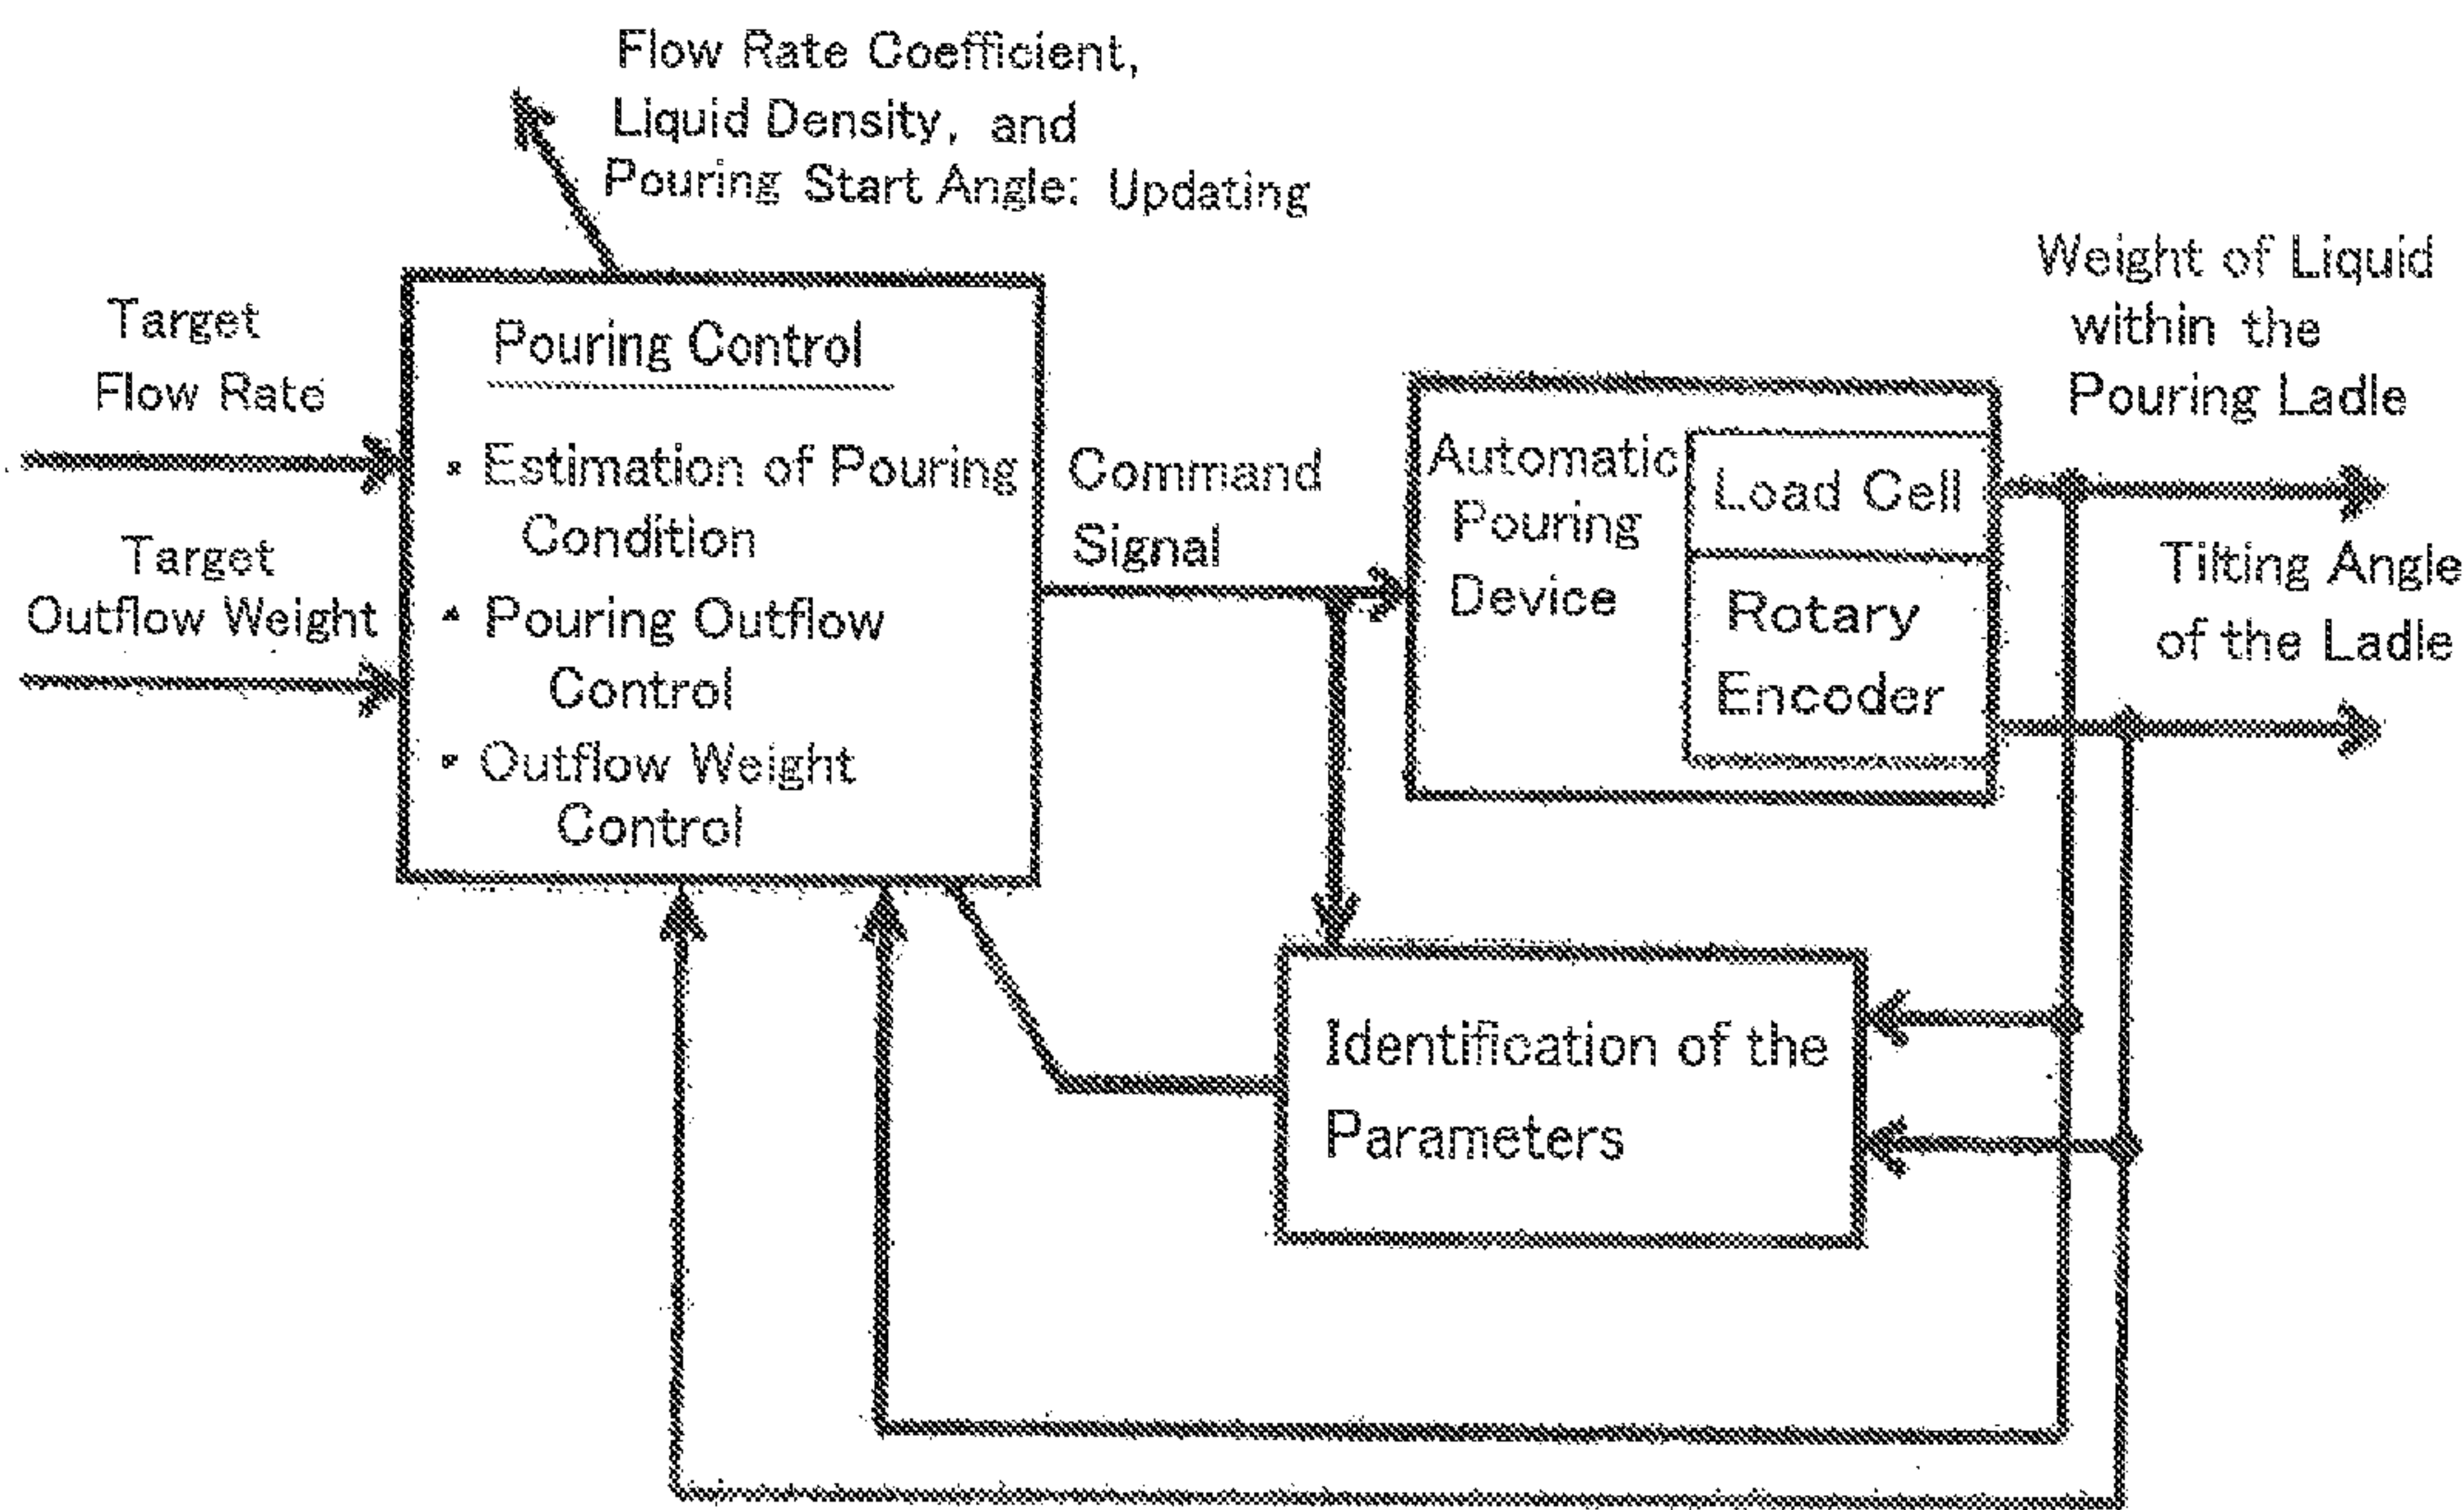 Flow Rate Coefficient,
Liquid Density, and
Pouring Start Angle: Updating
Target
Flow Rate
Target
Outflow Weight
Pouring Control
▪ Estimation of Pouring
Condition
▪ Pouring Outflow
Control
▪ Outflow Weight
Control
Command
Signal
Automatic
Pouring
Device
Load Cell
Rotary
Encoder
Weight of Liquid
within the
Pouring Ladle
Tilting Angle
of the Ladle
Identification of the
Parameters